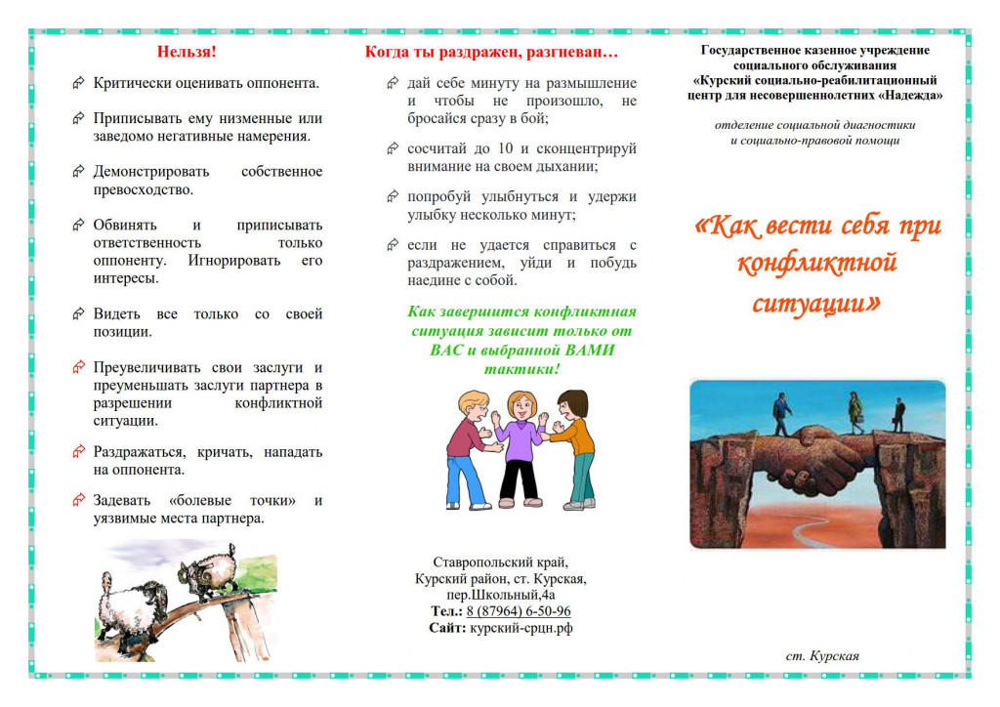 Нельзя!
Критически оценивать оппонента.
Приписывать ему низменные или
заведомо негативные намерения.
Демонстрировать собственное
превосходство.
Обвинять и приписывать
ответственность только
оппоненту. Игнорировать его
интересы.
Видеть все только со своей
позиции.
Преувеличивать свои заслуги и
преуменьшать заслуги партнера в
разрешении конфликтной
ситуации.
Раздражаться, кричать, нападать
на оппонента.
Задевать «болевые точки» и
уязвимые места партнера.
Когда ты раздражен, разгневан…
дай себе минуту на размышление
и чтобы не произошло, не
бросайся сразу в бой;
сосчитай до 10 и сконцентрируй
внимание на своем дыхании;
попробуй улыбнуться и удержи
улыбку несколько минут;
если не удается справиться с
раздражением, уйди и побудь
наедине с собой.
Как завершится конфликтная
ситуация зависит только от
ВАС и выбранной ВАМИ
тактики!
Ставропольский край,
Курский район, ст. Курская,
пер.Школьный,4а
Тел.: 8 (87964) 6-50-96
Сайт: курский-срцн.рф
Государственное казенное учреждение
социального обслуживания
«Курский социально-реабилитационный
центр для несовершеннолетних «Надежда»
отделение социальной диагностики
и социально-правовой помощи
«Как вести себя при
конфликтной
ситуации»
ст. Курская